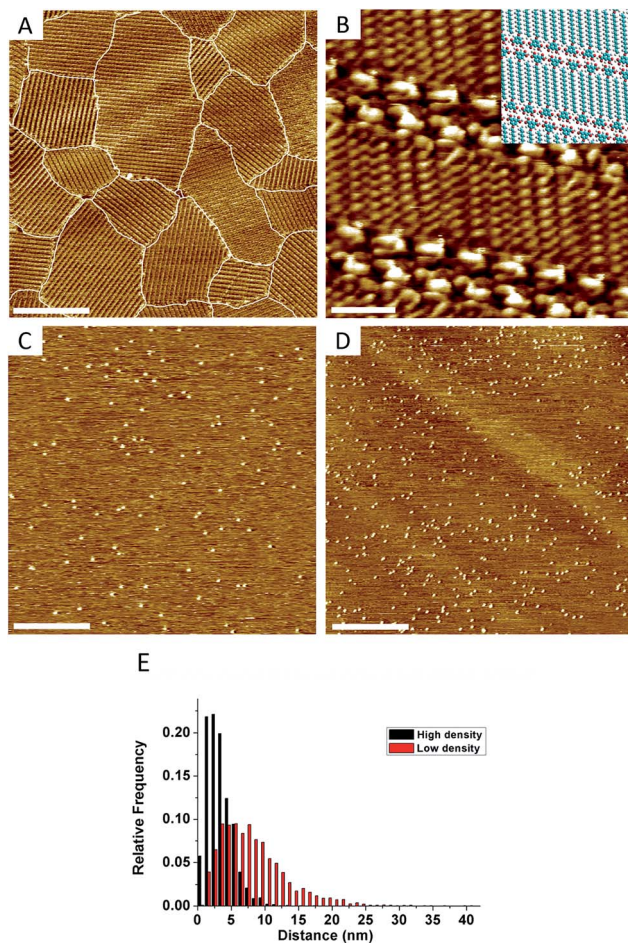 A
B
C
D
E
High density
Low density
Relative Frequency
0.20
0.15
0.10
0.05
0.00
0 5 10 15 20 25 30 35 40
Distance (nm)